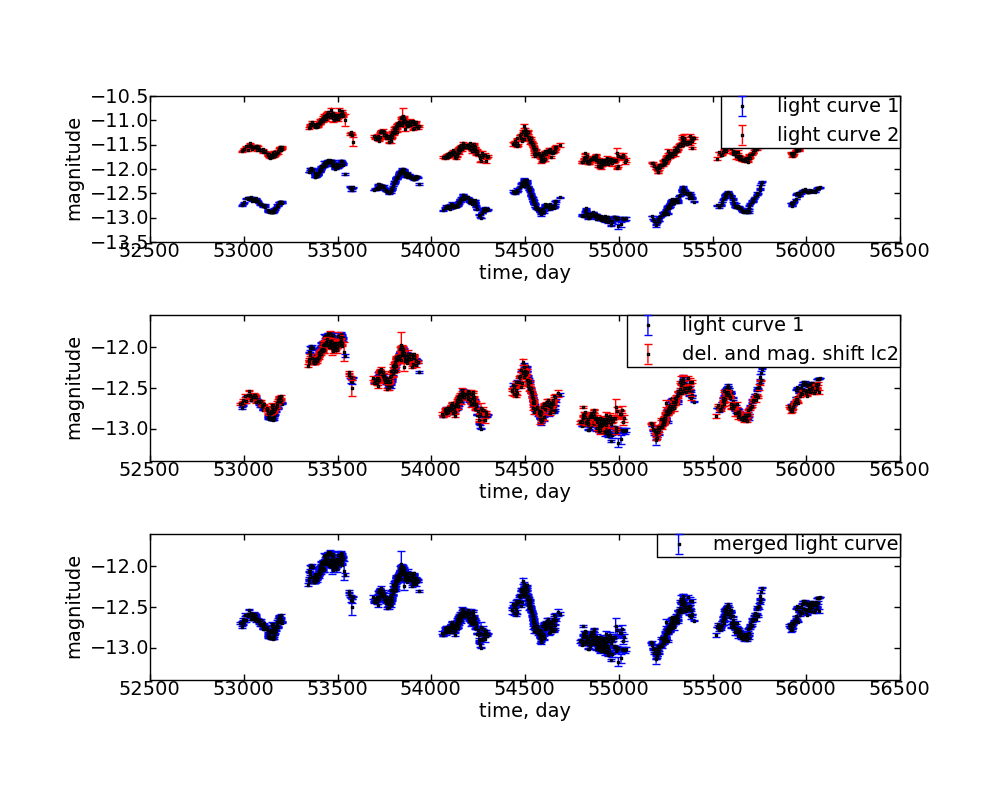 −10.5
−11.0
−11.5
−12.0
−12.5
−13.0
−13.5
magnitude
light curve 1
light curve 2
52500 53000 53500 54000 54500 55000 55500 56000 56500
time, day
−12.0
−12.5
−13.0
magnitude
light curve 1
del. and mag. shift lc2
52500 53000 53500 54000 54500 55000 55500 56000 56500
time, day
−12.0
−12.5
−13.0
magnitude
merged light curve
52500 53000 53500 54000 54500 55000 55500 56000 56500
time, day